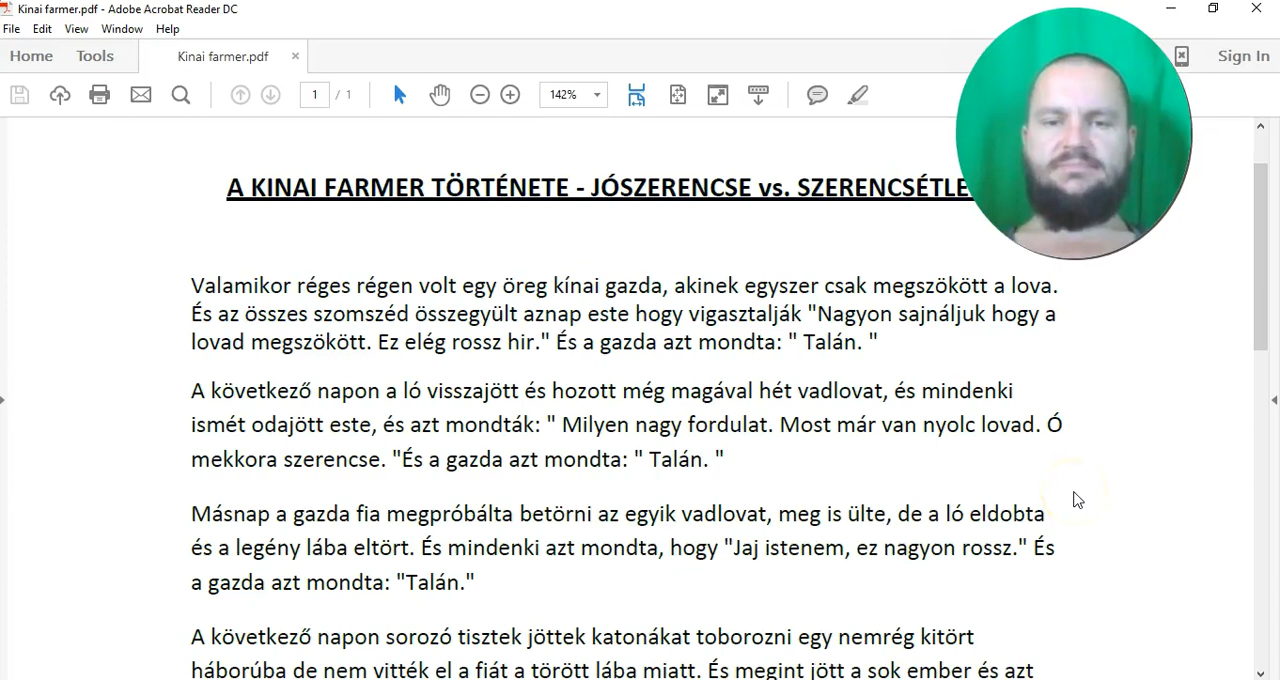 Kinai farmer.pdf - Adobe Acrobat Reader DC
File Edit View Window Help
Home Tools Kinai farmer.pdf × Sign In
1 / 1 142%
A KINAI FARMER TÖRTÉNETE - JÓSZERENCSE vs. SZERENCSÉTLE
Valamikor réges régen volt egy öreg kínai gazda, akinek egyszer csak megszökött a lova.
És az összes szomszéd összegyült aznap este hogy vigasztalják "Nagyon sajnáljuk hogy a
lovad megszökött. Ez elég rossz hir." És a gazda azt mondta: " Talán. "
A következő napon a ló visszajött és hozott még magával hét vadlovat, és mindenki
ismét odajött este, és azt mondták: " Milyen nagy fordulat. Most már van nyolc lovad. Ó
mekkora szerencse. "És a gazda azt mondta: " Talán. "
Másnap a gazda fia megpróbálta betörni az egyik vadlovat, meg is ülte, de a ló eldobta
és a legény lába eltört. És mindenki azt mondta, hogy "Jaj istenem, ez nagyon rossz." És
a gazda azt mondta: "Talán."
A következő napon sorozó tisztek jöttek katonákat toborozni egy nemrég kitört
háborúba de nem vitték el a fiát a törött lába miatt. És megint jött a sok ember és azt